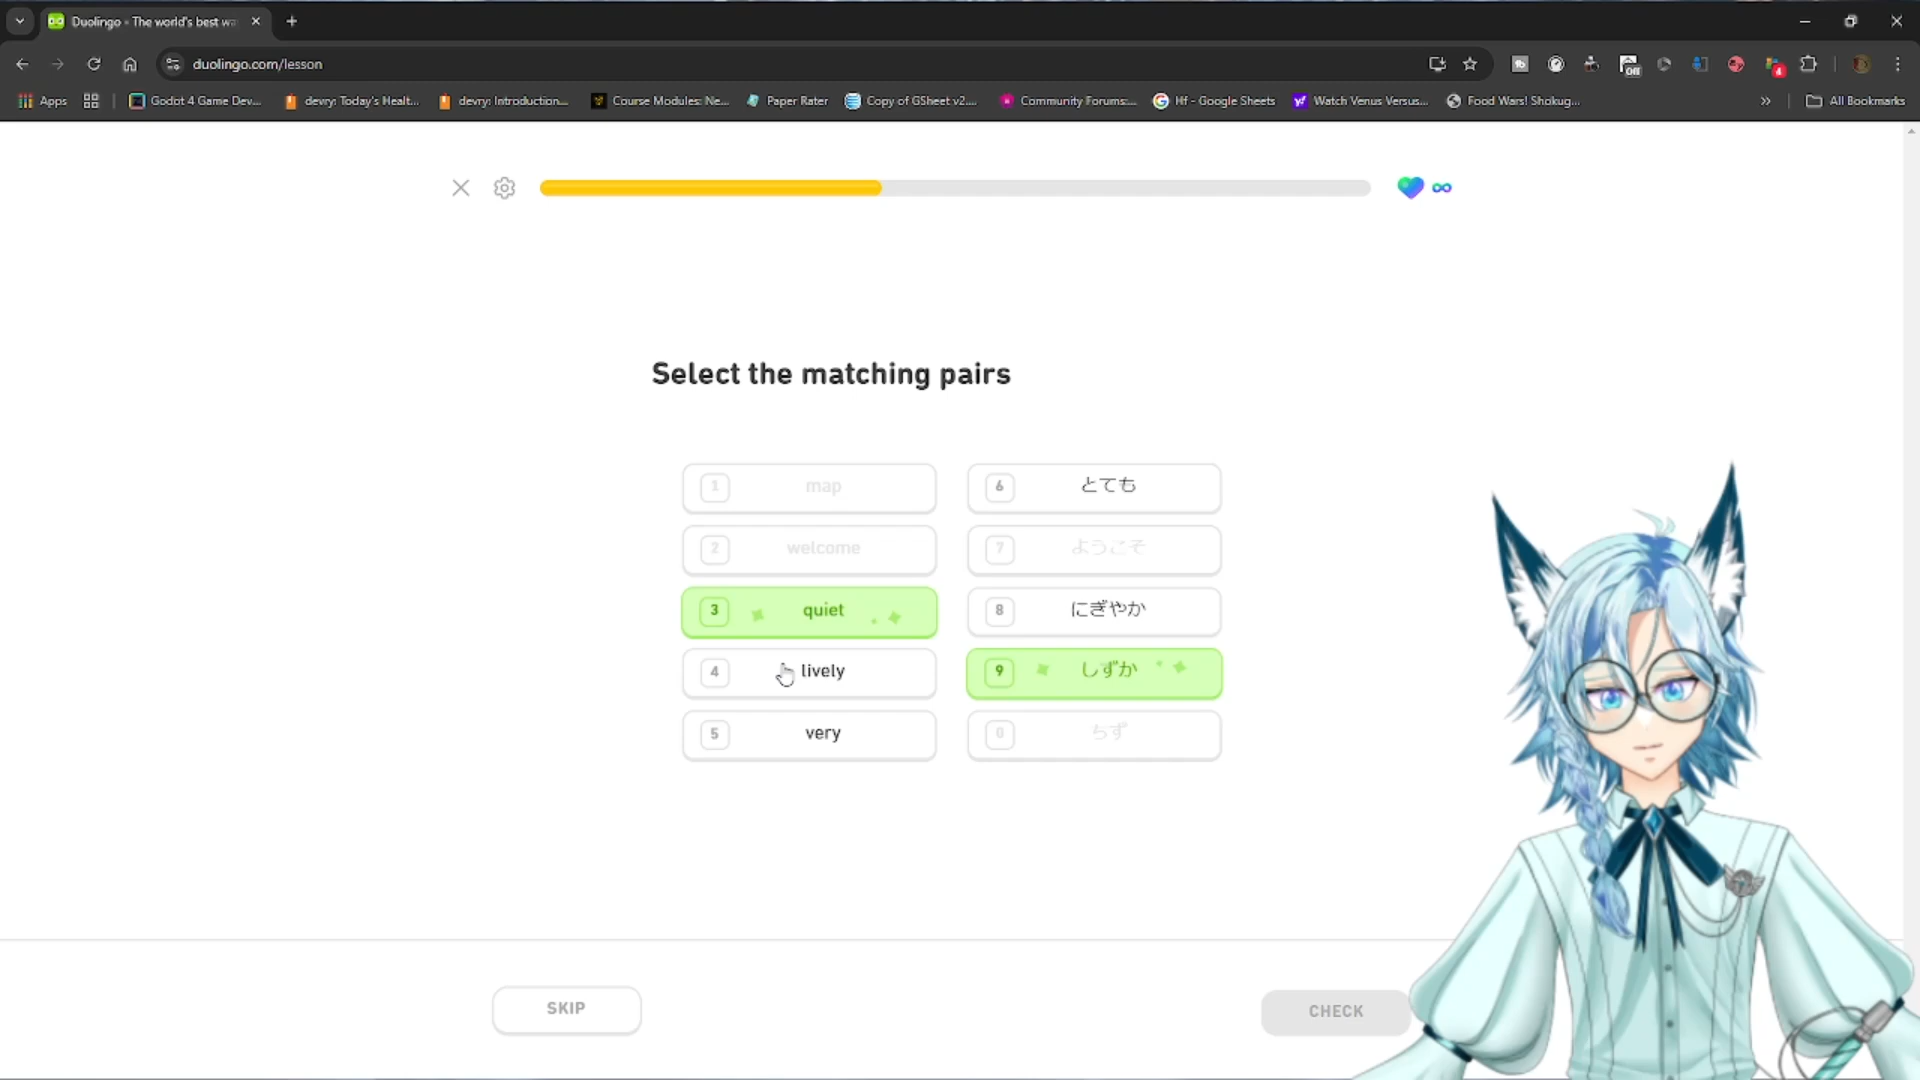 Duolingo - The world's best wa
duolingo.com/lesson
Off
4
Apps
Godot 4 Game Dev...
devry: Today's Healt...
devry: Introduction...
Course Modules: Ne...
Paper Rater
Copy of GSheet v2....
Community Forums:...
Hf - Google Sheets
Watch Venus Versus...
Food Wars! Shokug...
»
All Bookmarks
Select the matching pairs
1 map
6 とても
2 welcome
7 ようこそ
3 quiet
8 にぎやか
4 lively
9 しずか
5 very
0 ちず
SKIP
CHECK